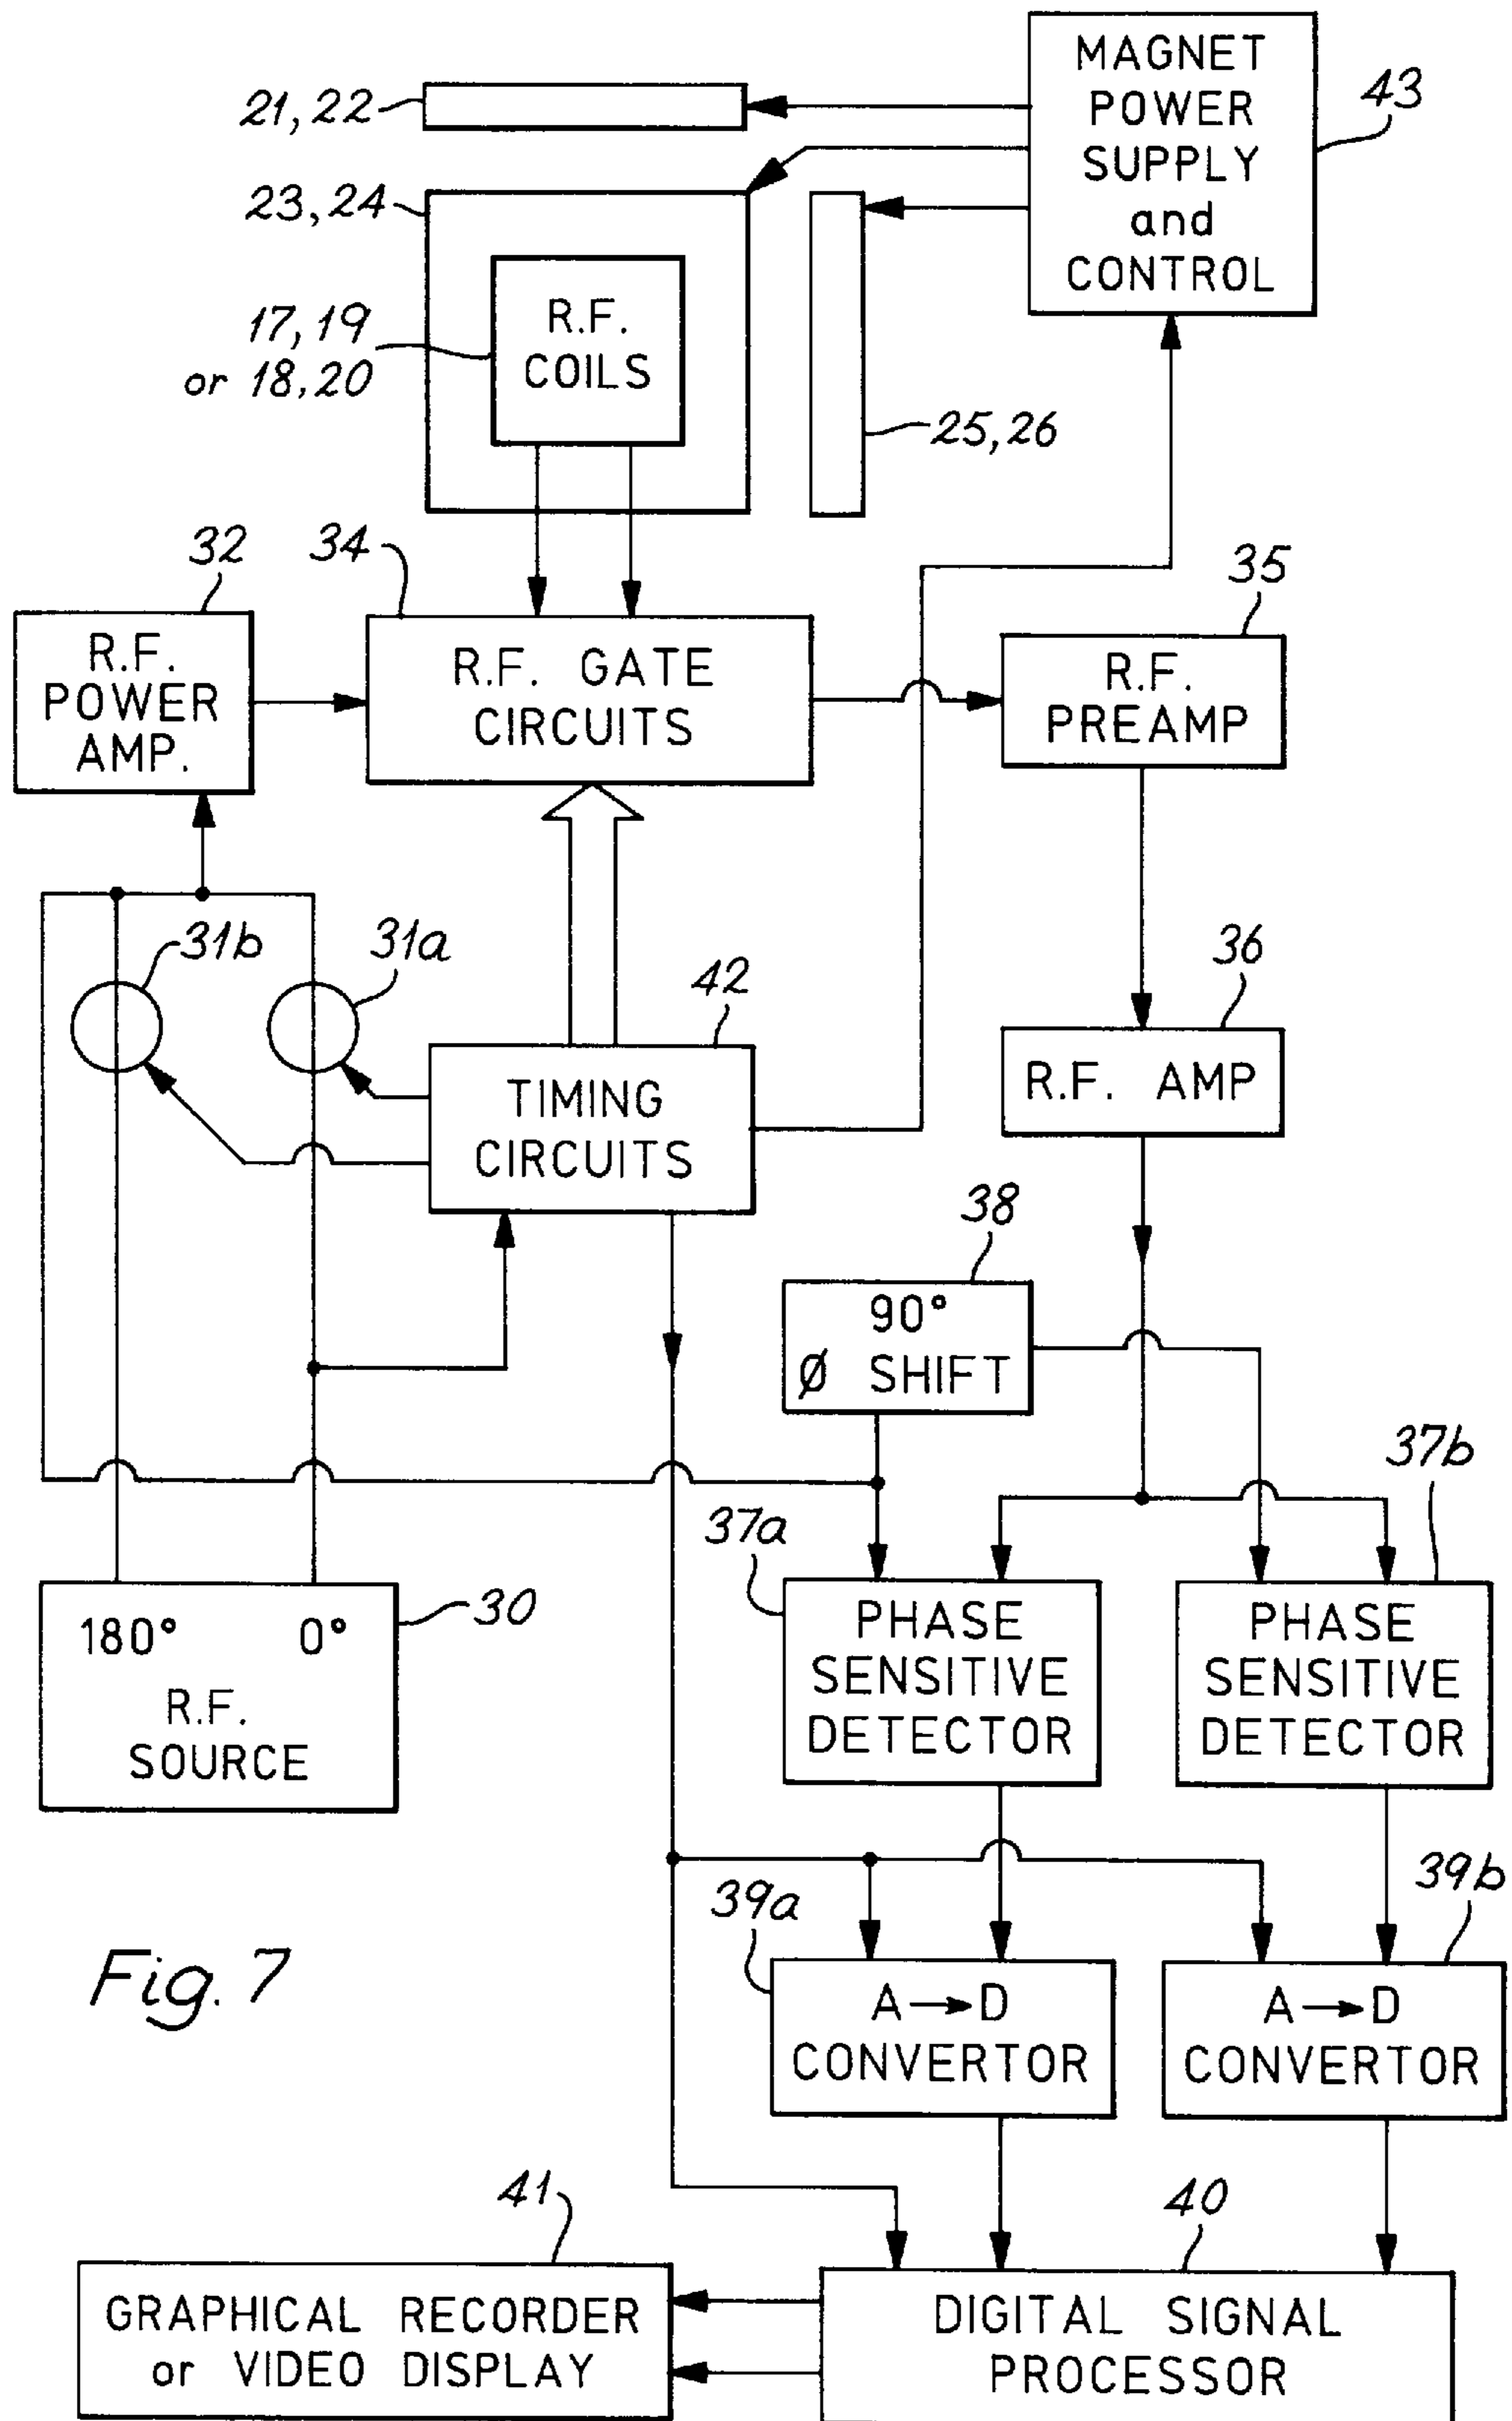 MAGNET
POWER
SUPPLY
and
CONTROL
43
21, 22
23, 24
R.F.
COILS
17, 19
or 18, 20
25, 26
32
34
35
R.F.
POWER
AMP.
R.F. GATE
CIRCUITS
R.F.
PREAMP
31b
31a
42
36
TIMING
CIRCUITS
R.F. AMP
38
90°
Ø SHIFT
37a
37b
180° 0°
R.F.
SOURCE
30
PHASE
SENSITIVE
DETECTOR
PHASE
SENSITIVE
DETECTOR
39a
39b
A→D
CONVERTOR
A→D
CONVERTOR
Fig. 7
41
40
GRAPHICAL RECORDER
or VIDEO DISPLAY
DIGITAL SIGNAL
PROCESSOR